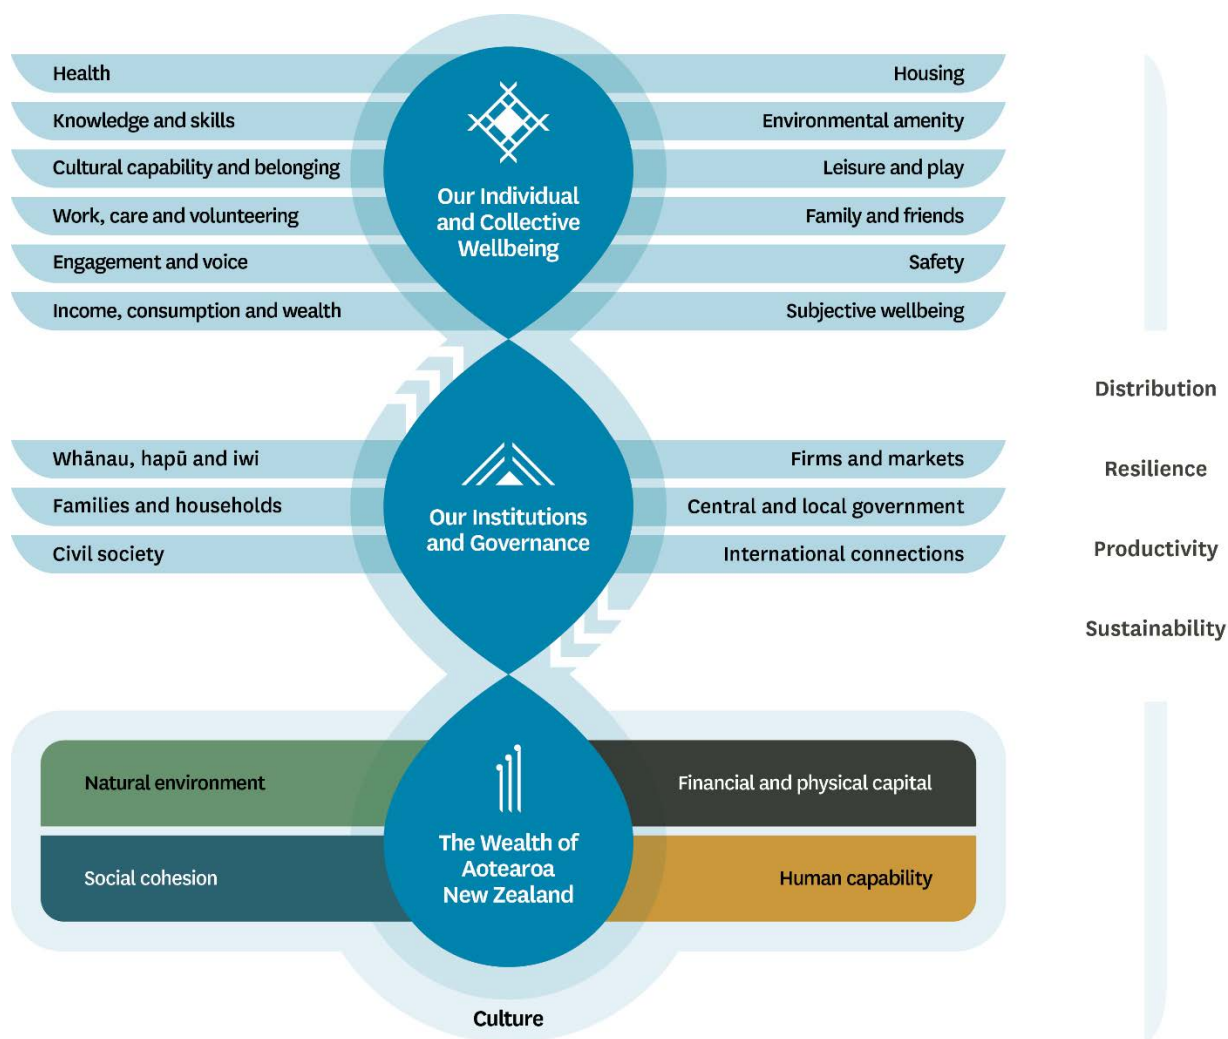 Health
Knowledge and skills
Cultural capability and belonging
Work, care and volunteering
Engagement and voice
Income, consumption and wealth
Our Individual
and Collective
Wellbeing
Housing
Environmental amenity
Leisure and play
Family and friends
Safety
Subjective wellbeing
Whānau, hapū and iwi
Families and households
Civil society
Our Institutions
and Governance
Firms and markets
Central and local government
International connections
Natural environment
Social cohesion
The Wealth of
Aotearoa
New Zealand
Financial and physical capital
Human capability
Culture
Distribution
Resilience
Productivity
Sustainability